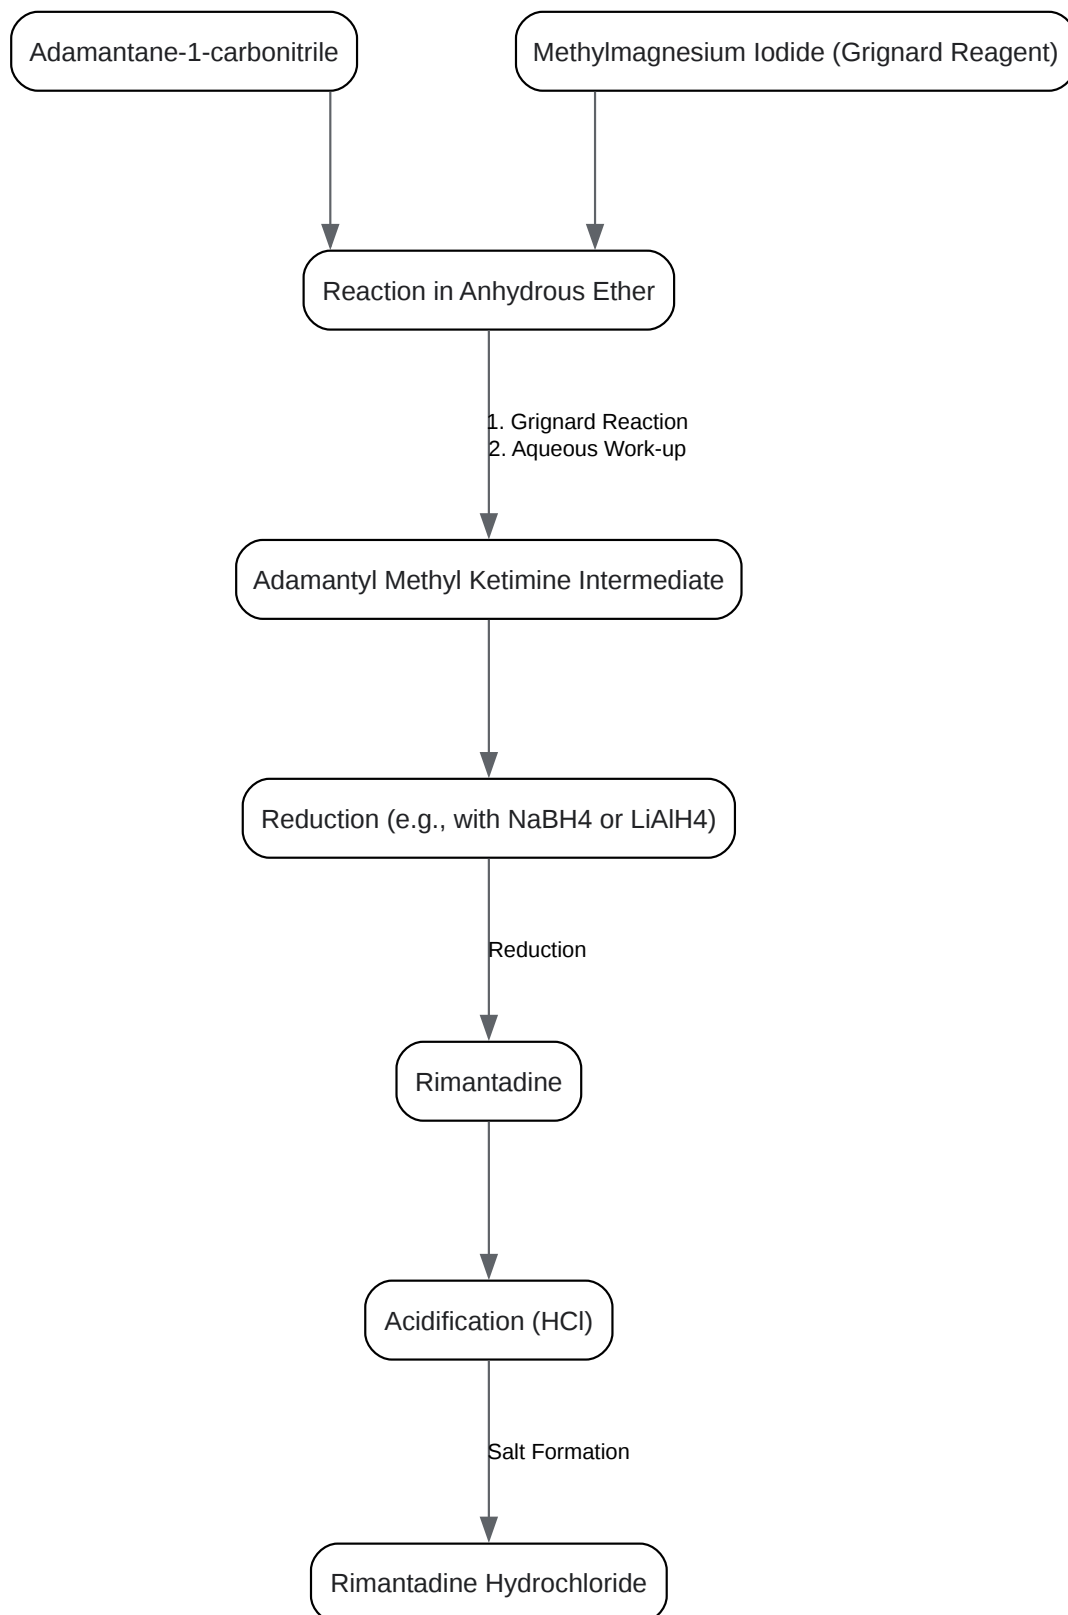 Adamantane-1-carbonitrile
Methylmagnesium Iodide (Grignard Reagent)
Reaction in Anhydrous Ether
1. Grignard Reaction
2. Aqueous Work-up
Adamantyl Methyl Ketimine Intermediate
Reduction (e.g., with NaBH4 or LiAlH4)
Reduction
Rimantadine
Acidification (HCl)
Salt Formation
Rimantadine Hydrochloride